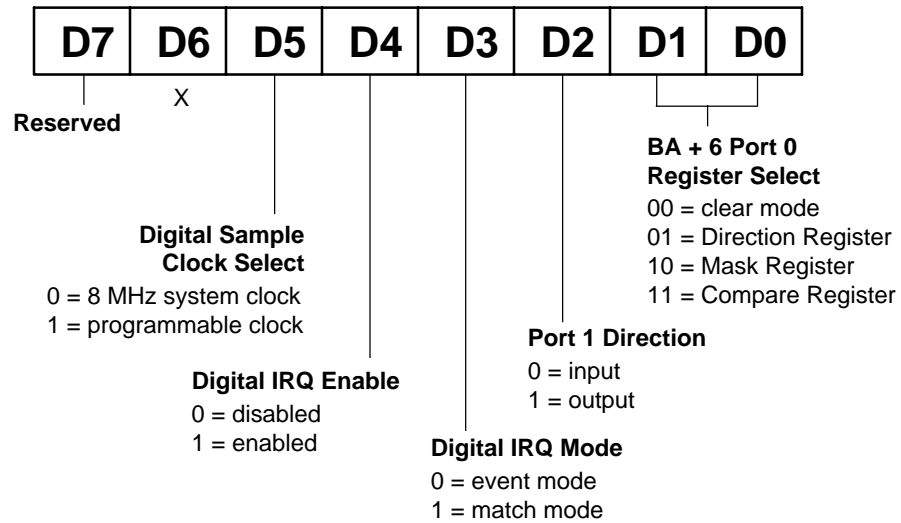 D7 D6 D5 D4 D3 D2 D1 D0
X
Reserved
BA + 6 Port 0
Register Select
00 = clear mode
01 = Direction Register
10 = Mask Register
11 = Compare Register
Digital Sample
Clock Select
0 = 8 MHz system clock
1 = programmable clock
Port 1 Direction
0 = input
1 = output
Digital IRQ Enable
0 = disabled
1 = enabled
Digital IRQ Mode
0 = event mode
1 = match mode